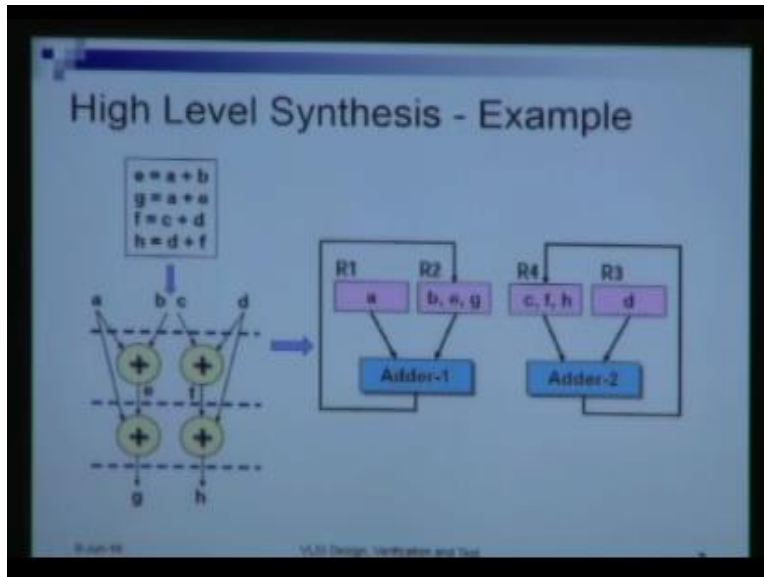 High Level Synthesis - Example
e = a + b
g = a + e
f = c + d
h = d + f
a b c d
+ +
e f
+ +
g h
R1 R2 R4 R3
a b, e, g c, f, h d
Adder-1 Adder-2
VLSI Design, Verification and Test